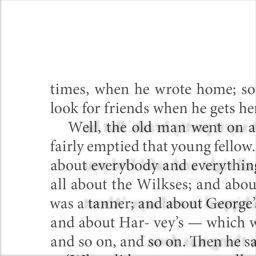 times, when he wrote home; so
look for friends when he gets her
Well, the old man went on a
fairly emptied that young fellow.
about everybody and everything
all about the Wilkses; and abou
was a tanner; and about George'
and about Har- vey's — which w
and so on, and so on. Then he sa